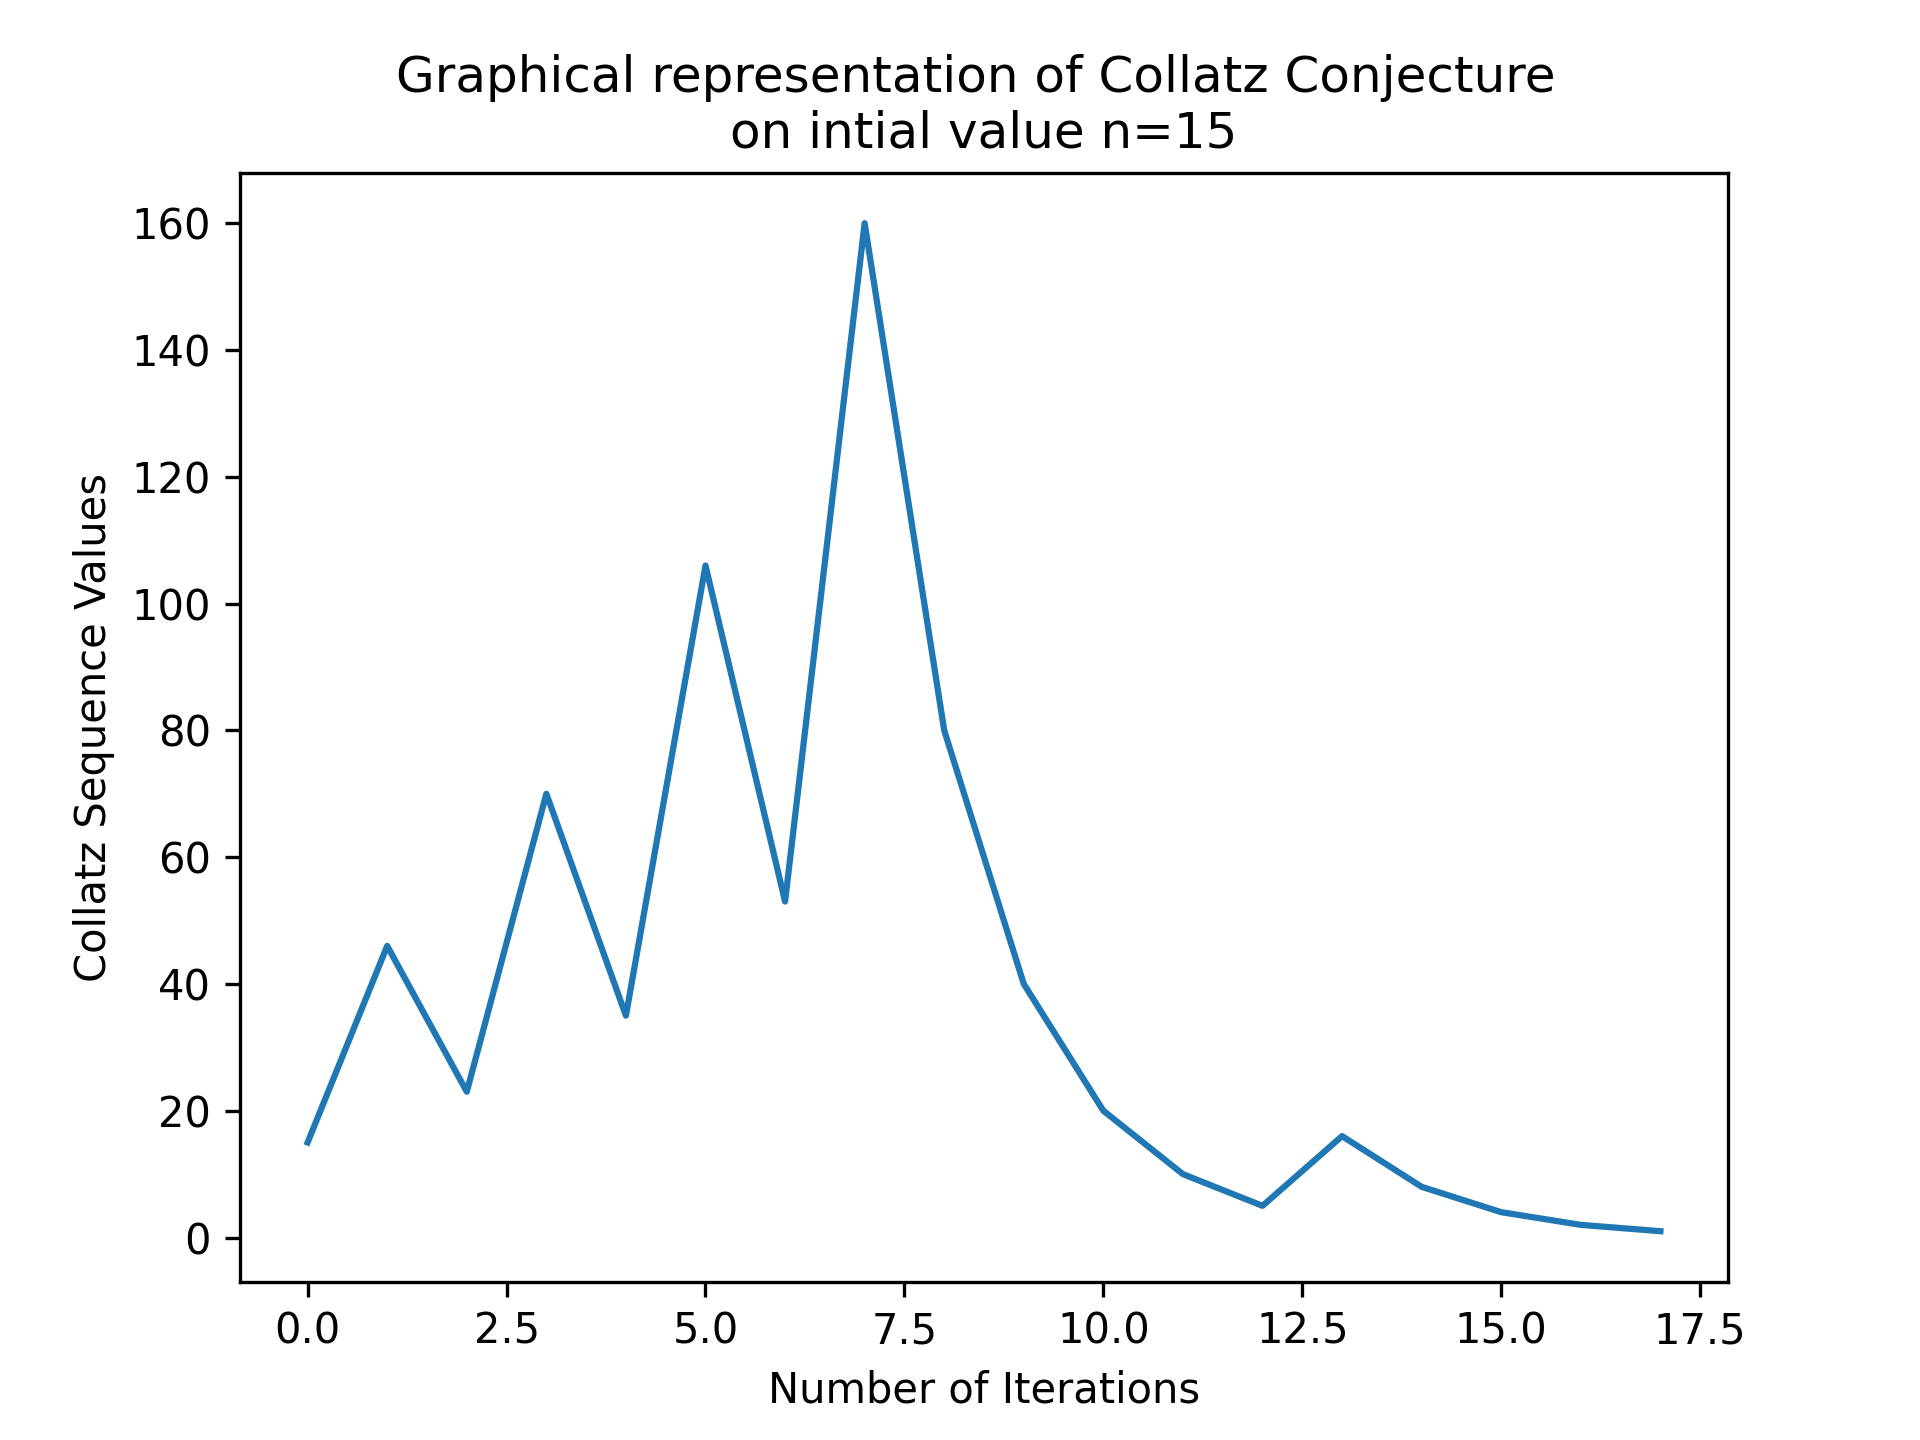 Graphical representation of Collatz Conjecture
on intial value n=15
160
140
120
100
80
60
40
20
0
Collatz Sequence Values
0.0 2.5 5.0 7.5 10.0 12.5 15.0 17.5
Number of Iterations